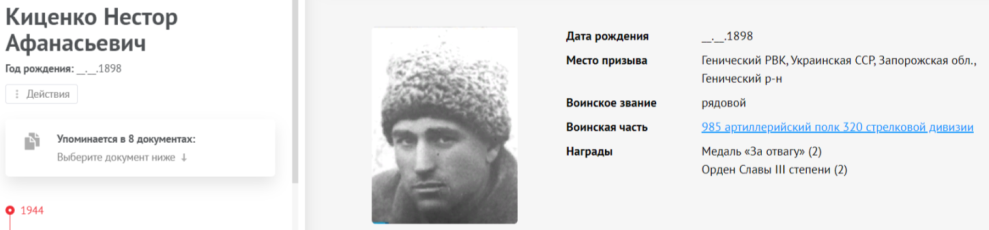 Киценко Нестор
Афанасьевич
Год рождения: __.__.1898
Действия
Упоминается в 8 документах:
Выберите документ ниже ↓
1944
Дата рождения __.__.1898
Место призыва Генический РВК, Украинская ССР, Запорожская обл.,
Генический р-н
Воинское звание рядовой
Воинская часть 985 артиллерийский полк 320 стрелковой дивизии
Награды Медаль «За отвагу» (2)
Орден Славы III степени (2)